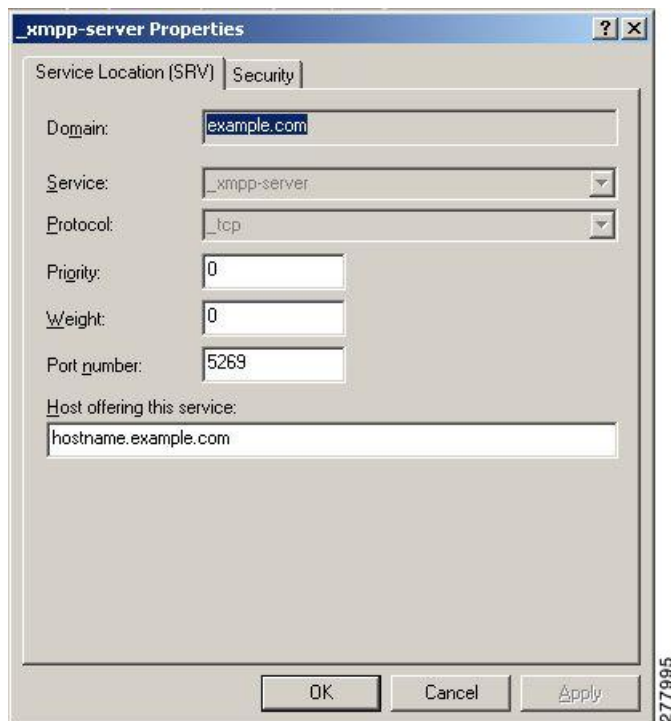 _xmpp-server Properties
Service Location (SRV)
Security
Domain:
example.com
Service:
_xmpp-server
Protocol:
_tcp
Priority:
0
Weight:
0
Port number:
5269
Host offering this service:
hostname.example.com
OK
Cancel
Apply
277995